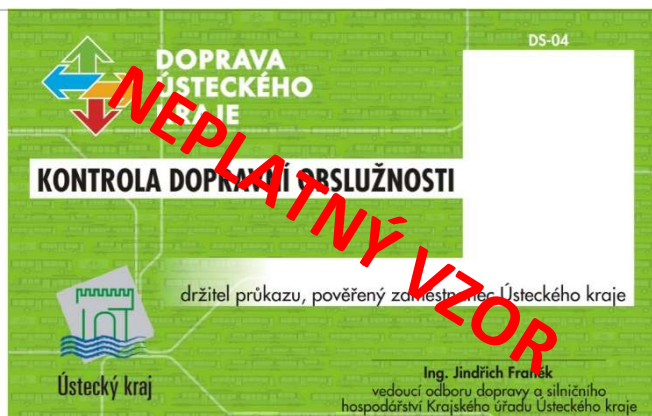 DS-04
DOPRAVA
ÚSTECKÉHO
KRAJE
KONTROLA DOPRAVNÍ OBSLUŽNOSTI
NEPLATNÝ VZOR
držitel průkazu, pověřený zaměstnanec Ústeckého kraje
Ústecký kraj
Ing. Jindřich Franěk
vedoucí odboru dopravy a silničního
hospodářství Krajského úřadu Ústeckého kraje